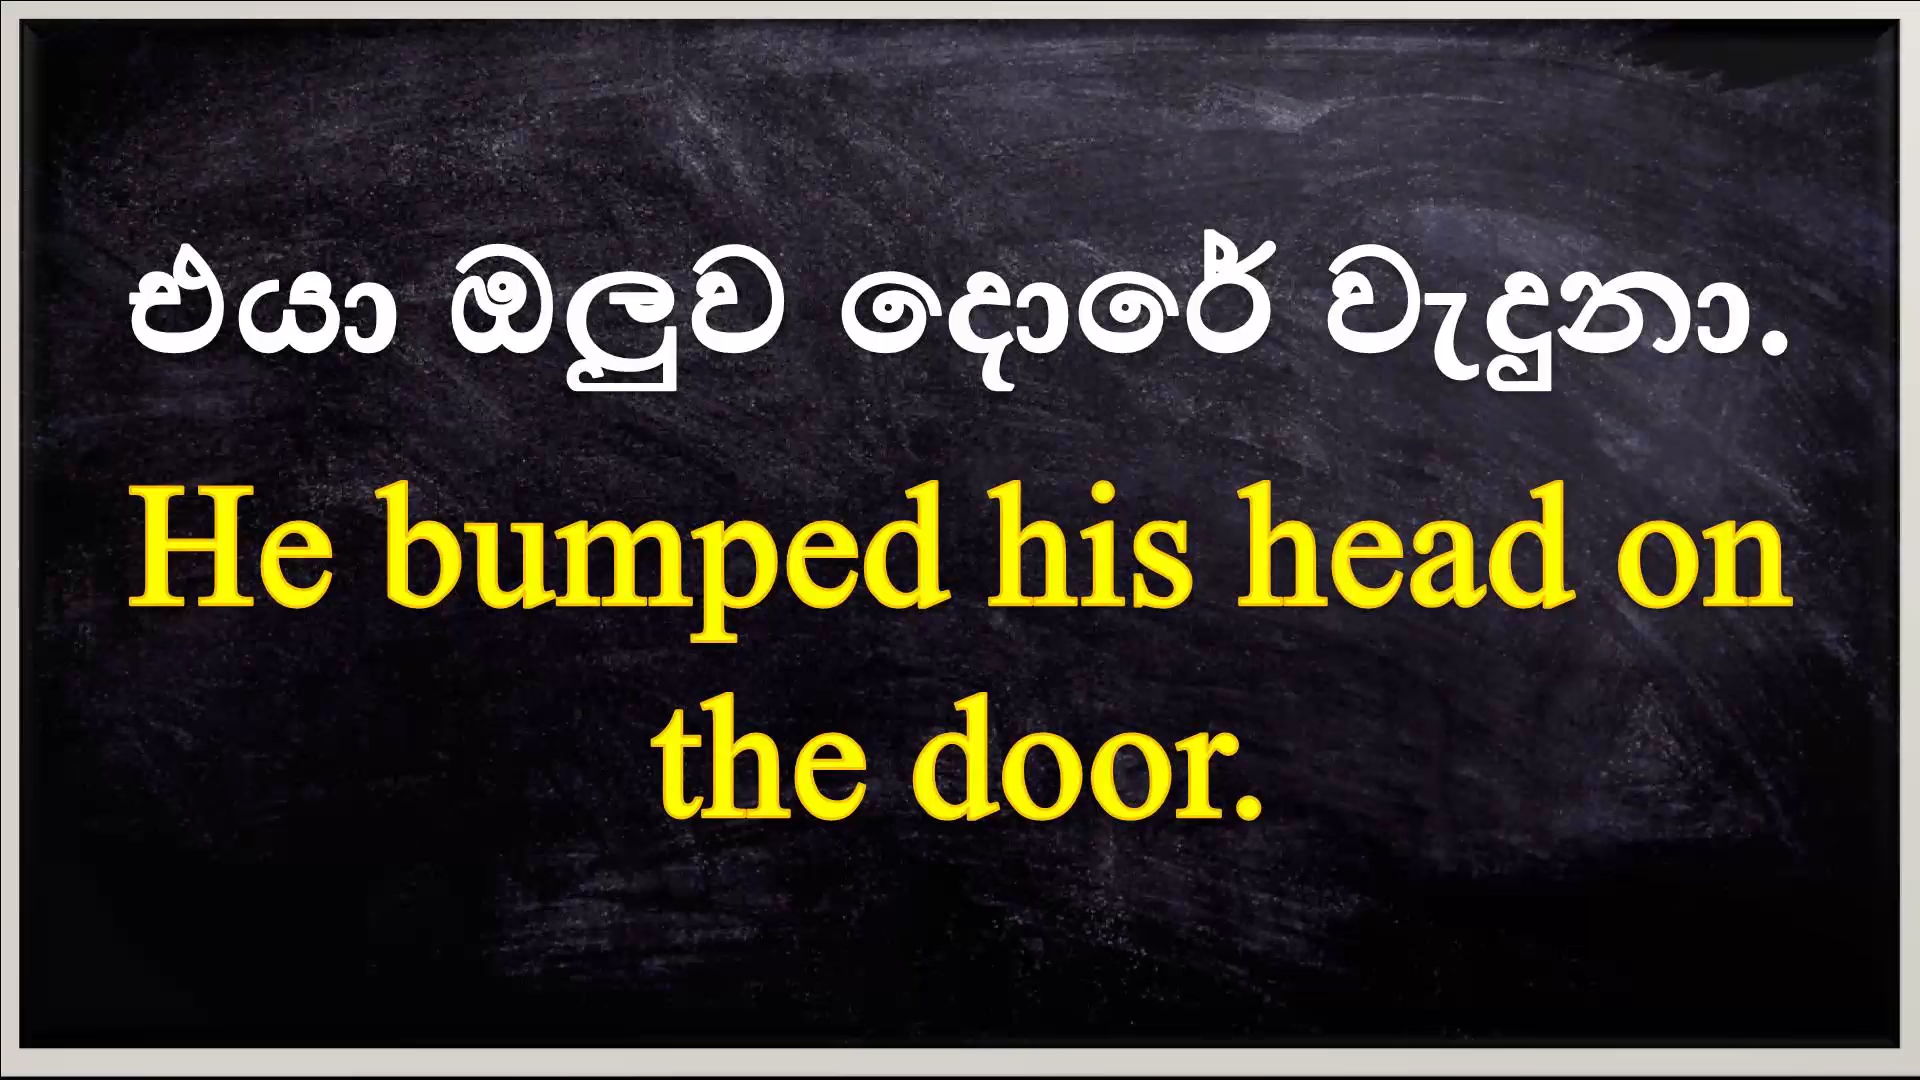 එයා ඔලුව දොරේ වැදුනා.
He bumped his head on
the door.